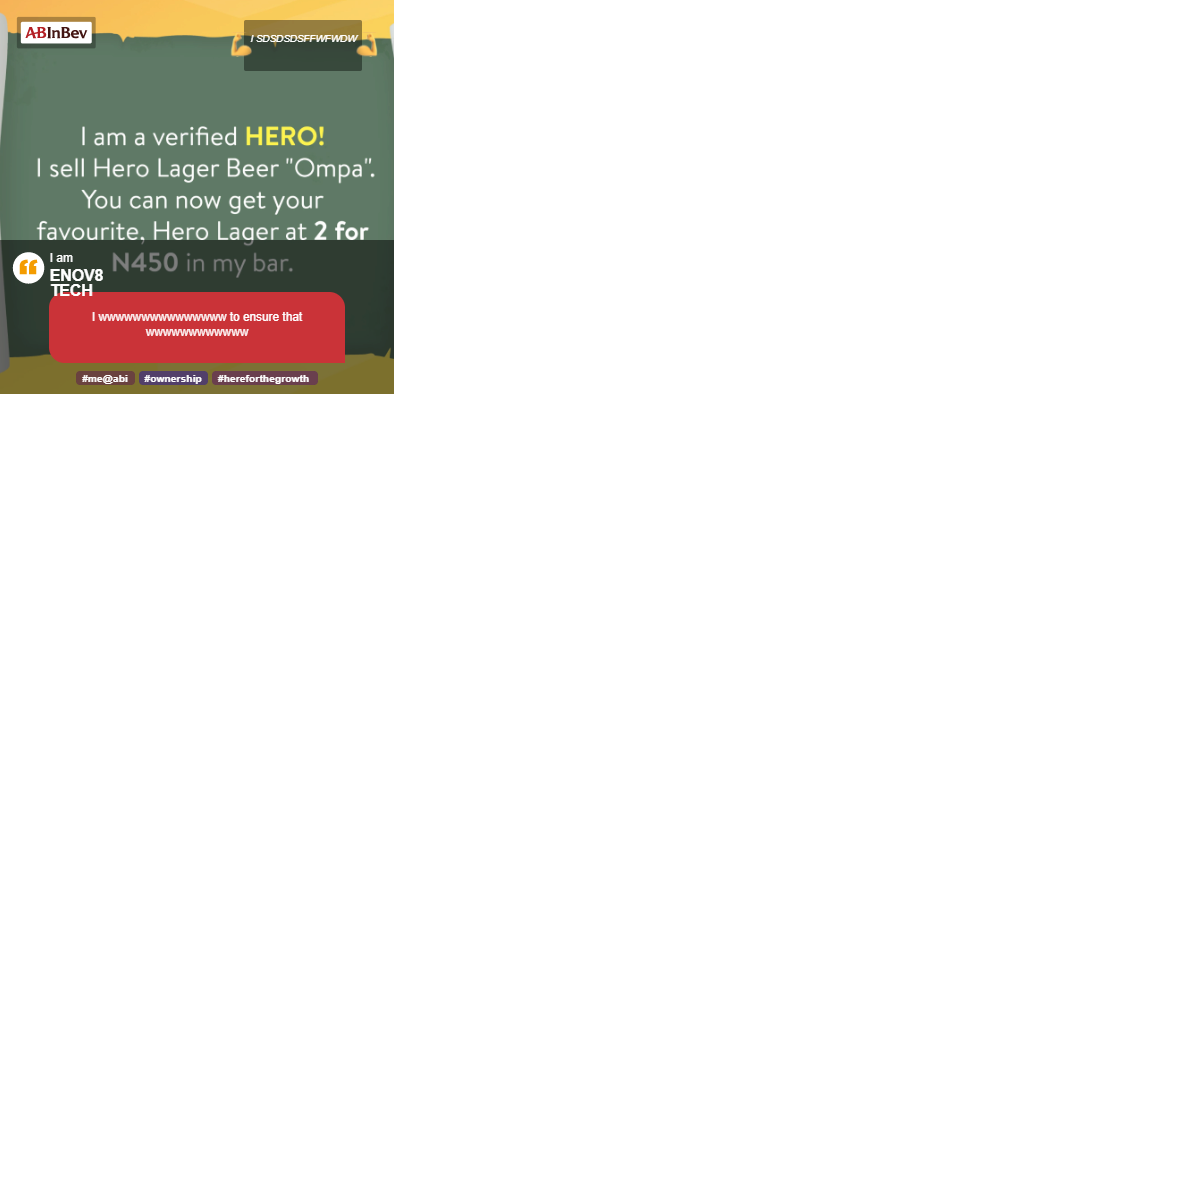 ABInBev
I SDSDSDSFFWFWDW
I am a verified HERO!
I sell Hero Lager Beer "Ompa".
You can now get your
favourite, Hero Lager at 2 for
N450 in my bar.
I am
ENOV8
TECH
I wwwwwwwwwwwwwww to ensure that
wwwwwwwwwwww
#me@abi #ownership #hereforthegrowth